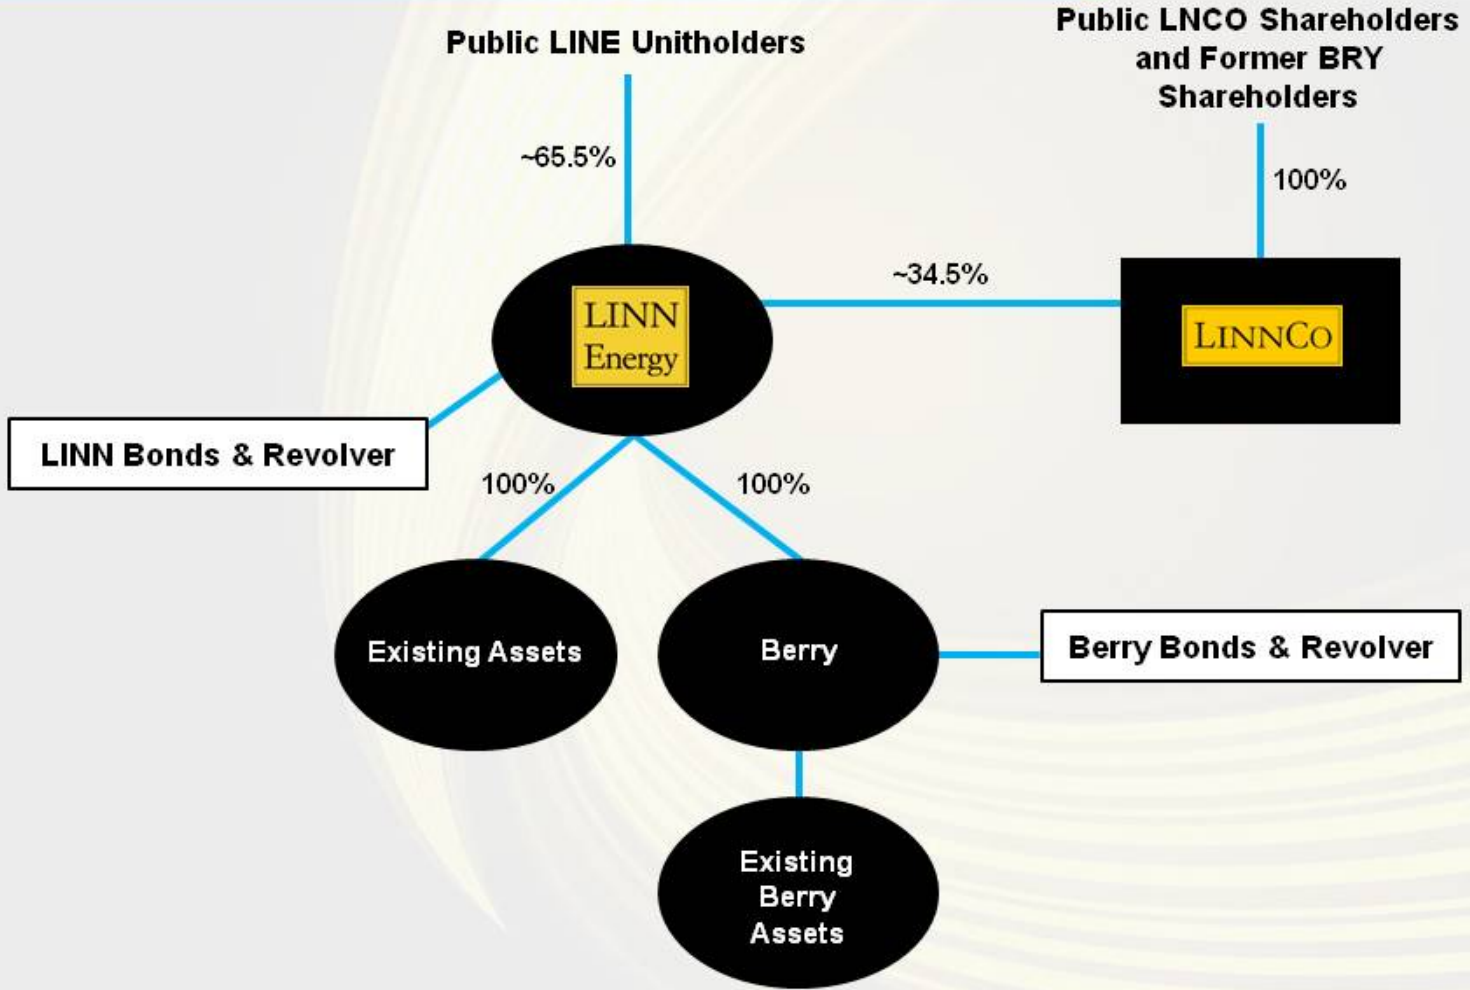 Public LINE Unitholders
Public LNCO Shareholders
and Former BRY
Shareholders
~65.5%
100%
~34.5%
LINN
Energy
LINNCO
LINN Bonds & Revolver
100%
100%
Existing Assets
Berry
Berry Bonds & Revolver
Existing
Berry
Assets